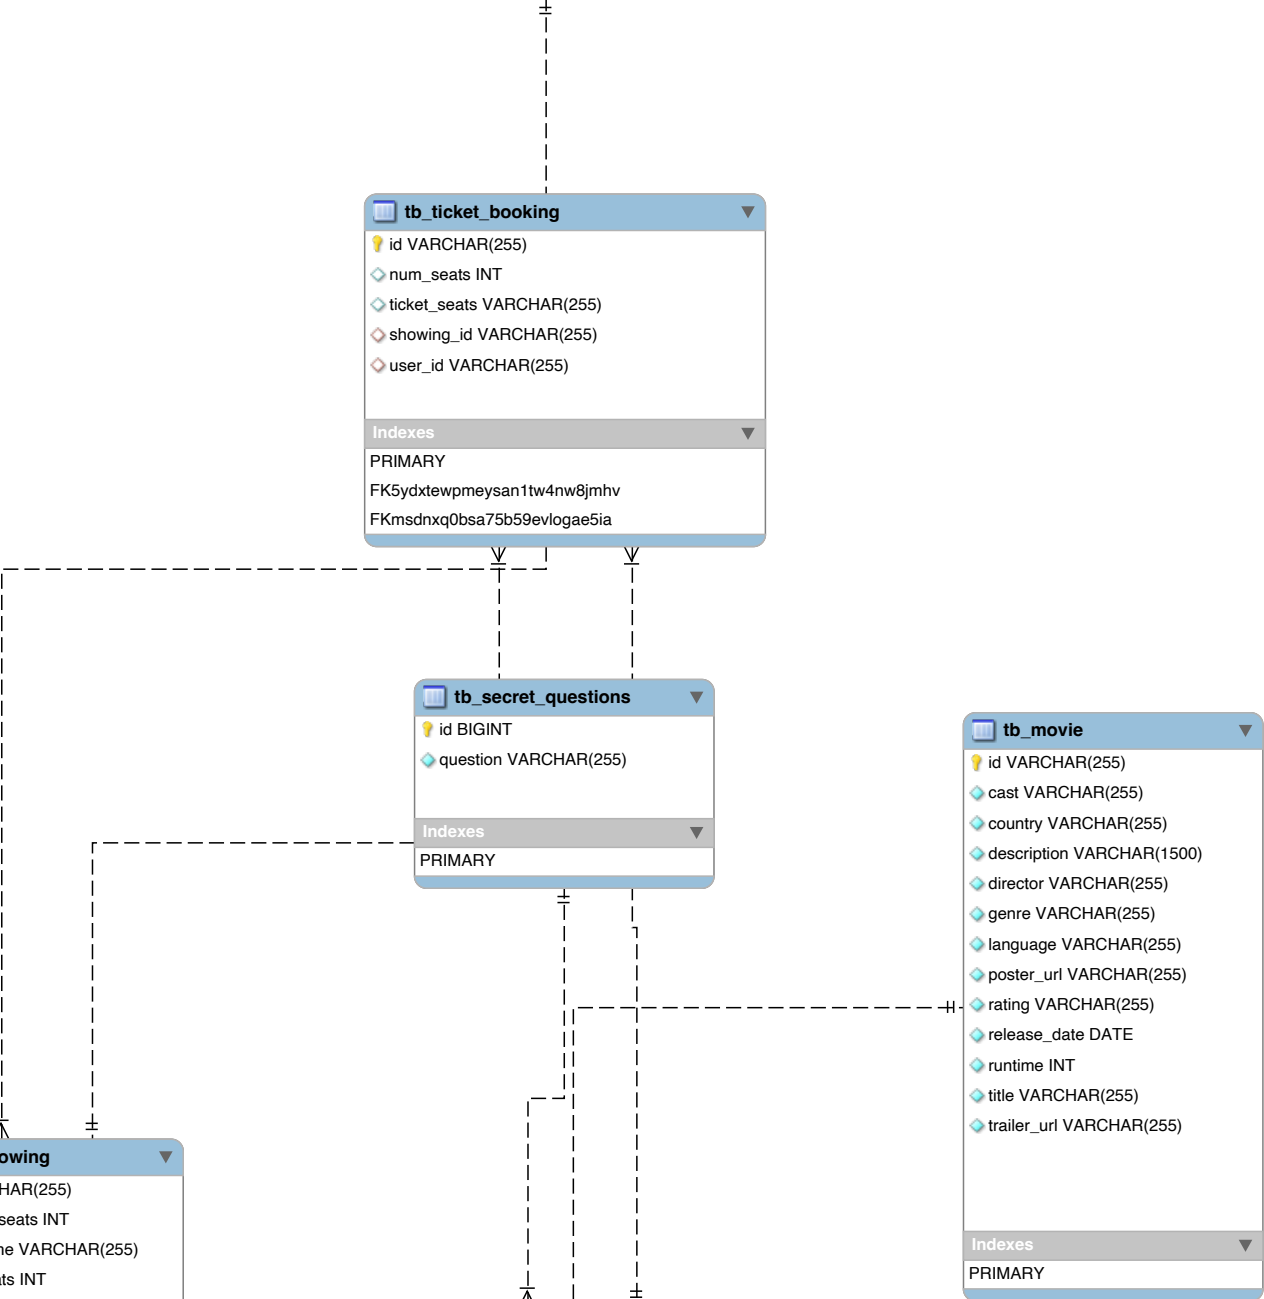 tb_ticket_booking
id VARCHAR(255)
num_seats INT
ticket_seats VARCHAR(255)
showing_id VARCHAR(255)
user_id VARCHAR(255)
Indexes
PRIMARY
FK5ydxtewpmeysan1tw4nw8jmhv
FKmsdnxq0bsa75b59evlogae5ia
tb_secret_questions
id BIGINT
question VARCHAR(255)
Indexes
PRIMARY
tb_movie
id VARCHAR(255)
cast VARCHAR(255)
country VARCHAR(255)
description VARCHAR(1500)
director VARCHAR(255)
genre VARCHAR(255)
language VARCHAR(255)
poster_url VARCHAR(255)
rating VARCHAR(255)
release_date DATE
runtime INT
title VARCHAR(255)
trailer_url VARCHAR(255)
Indexes
PRIMARY
owing
HAR(255)
seats INT
ne VARCHAR(255)
ats INT